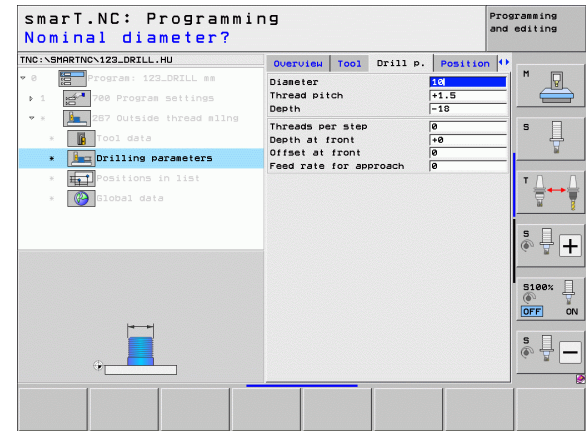 smarT.NC: Programming
Programming and editing
Nominal diameter?
TNC:\SMARTNC\123_DRILL.HU
0 Program: 123_DRILL mm
1 700 Program settings
* 267 Outside thread mllng
* Tool data
* Drilling parameters
* Positions in list
* Global data
Overview Tool Drill p. Position
Diameter 10
Thread pitch +1.5
Depth -18
Threads per step 0
Depth at front +0
Offset at front 0
Feed rate for approach 0
M
S
T
S
S100%
OFF ON
S